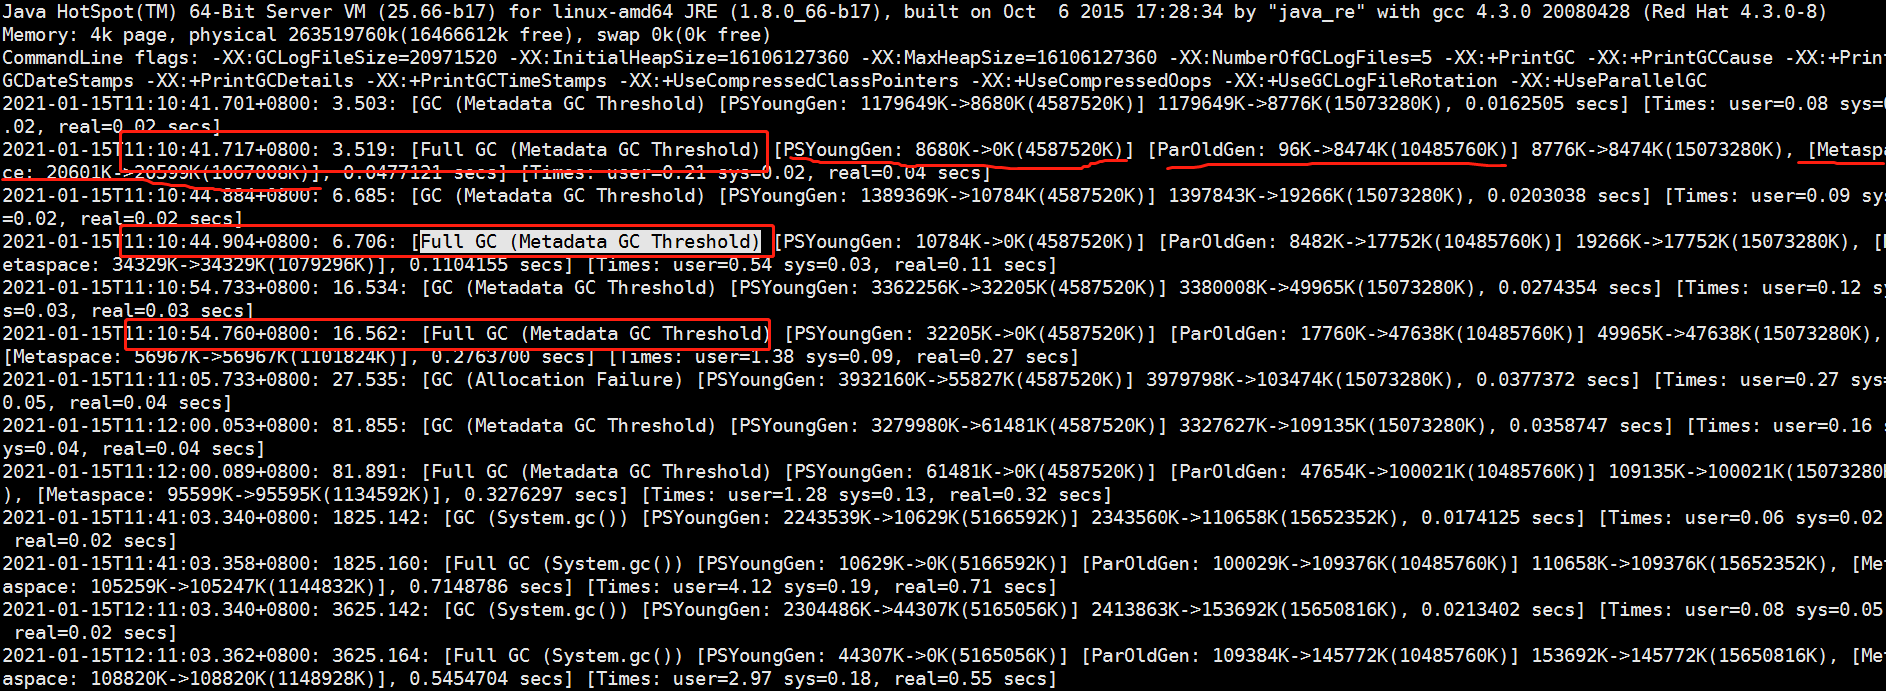 Java HotSpot(TM) 64-Bit Server VM (25.66-b17) for linux-amd64 JRE (1.8.0_66-b17), built on Oct  6 2015 17:28:34 by "java_re" with gcc 4.3.0 20080428 (Red Hat 4.3.0-8)
Memory: 4k page, physical 263519760k(16466612k free), swap 0k(0k free)
CommandLine flags: -XX:GCLogFileSize=20971520 -XX:InitialHeapSize=16106127360 -XX:MaxHeapSize=16106127360 -XX:NumberOfGCLogFiles=5 -XX:+PrintGC -XX:+PrintGCCause -XX:+Print
GCDateStamps -XX:+PrintGCDetails -XX:+PrintGCTimeStamps -XX:+UseCompressedClassPointers -XX:+UseCompressedOops -XX:+UseGCLogFileRotation -XX:+UseParallelGC
2021-01-15T11:10:41.701+0800: 3.503: [GC (Metadata GC Threshold) [PSYoungGen: 1179649K->8680K(4587520K)] 1179649K->8776K(15073280K), 0.0162505 secs] [Times: user=0.08 sys=0
.02, real=0.02 secs]
2021-01-15T11:10:41.717+0800: 3.519: [Full GC (Metadata GC Threshold) [PSYoungGen: 8680K->0K(4587520K)] [ParOldGen: 96K->8474K(10485760K)] 8776K->8474K(15073280K), [Metasp
ce: 20601K->20599K(1067008K)], 0.0477121 secs] [Times: user=0.21 sys=0.02, real=0.04 secs]
2021-01-15T11:10:44.884+0800: 6.685: [GC (Metadata GC Threshold) [PSYoungGen: 1389369K->10784K(4587520K)] 1397843K->19266K(15073280K), 0.0203038 secs] [Times: user=0.09 sys
=0.02, real=0.02 secs]
2021-01-15T11:10:44.904+0800: 6.706: [Full GC (Metadata GC Threshold) [PSYoungGen: 10784K->0K(4587520K)] [ParOldGen: 8482K->17752K(10485760K)] 19266K->17752K(15073280K), [M
etaspace: 34329K->34329K(1079296K)], 0.1104155 secs] [Times: user=0.54 sys=0.03, real=0.11 secs]
2021-01-15T11:10:54.733+0800: 16.534: [GC (Metadata GC Threshold) [PSYoungGen: 3362256K->32205K(4587520K)] 3380008K->49965K(15073280K), 0.0274354 secs] [Times: user=0.12 sy
s=0.03, real=0.03 secs]
2021-01-15T11:10:54.760+0800: 16.562: [Full GC (Metadata GC Threshold) [PSYoungGen: 32205K->0K(4587520K)] [ParOldGen: 17760K->47638K(10485760K)] 49965K->47638K(15073280K),
[Metaspace: 56967K->56967K(1101824K)], 0.2763700 secs] [Times: user=1.38 sys=0.09, real=0.27 secs]
2021-01-15T11:11:05.733+0800: 27.535: [GC (Allocation Failure) [PSYoungGen: 3932160K->55827K(4587520K)] 3979798K->103474K(15073280K), 0.0377372 secs] [Times: user=0.27 sys=
0.05, real=0.04 secs]
2021-01-15T11:12:00.053+0800: 81.855: [GC (Metadata GC Threshold) [PSYoungGen: 3279980K->61481K(4587520K)] 3327627K->109135K(15073280K), 0.0358747 secs] [Times: user=0.16 s
ys=0.04, real=0.04 secs]
2021-01-15T11:12:00.089+0800: 81.891: [Full GC (Metadata GC Threshold) [PSYoungGen: 61481K->0K(4587520K)] [ParOldGen: 47654K->100021K(10485760K)] 109135K->100021K(15073280K
), [Metaspace: 95599K->95595K(1134592K)], 0.3276297 secs] [Times: user=1.28 sys=0.13, real=0.32 secs]
2021-01-15T11:41:03.340+0800: 1825.142: [GC (System.gc()) [PSYoungGen: 2243539K->10629K(5166592K)] 2343560K->110658K(15652352K), 0.0174125 secs] [Times: user=0.06 sys=0.02
 real=0.02 secs]
2021-01-15T11:41:03.358+0800: 1825.160: [Full GC (System.gc()) [PSYoungGen: 10629K->0K(5166592K)] [ParOldGen: 100029K->109376K(10485760K)] 110658K->109376K(15652352K), [Met
aspace: 105259K->105247K(1144832K)], 0.7148786 secs] [Times: user=4.12 sys=0.19, real=0.71 secs]
2021-01-15T12:11:03.340+0800: 3625.142: [GC (System.gc()) [PSYoungGen: 2304486K->44307K(5165056K)] 2413863K->153692K(15650816K), 0.0213402 secs] [Times: user=0.08 sys=0.05
 real=0.02 secs]
2021-01-15T12:11:03.362+0800: 3625.164: [Full GC (System.gc()) [PSYoungGen: 44307K->0K(5165056K)] [ParOldGen: 109384K->145772K(10485760K)] 153692K->145772K(15650816K), [Met
aspace: 108820K->108820K(1148928K)], 0.5454704 secs] [Times: user=2.97 sys=0.18, real=0.55 secs]